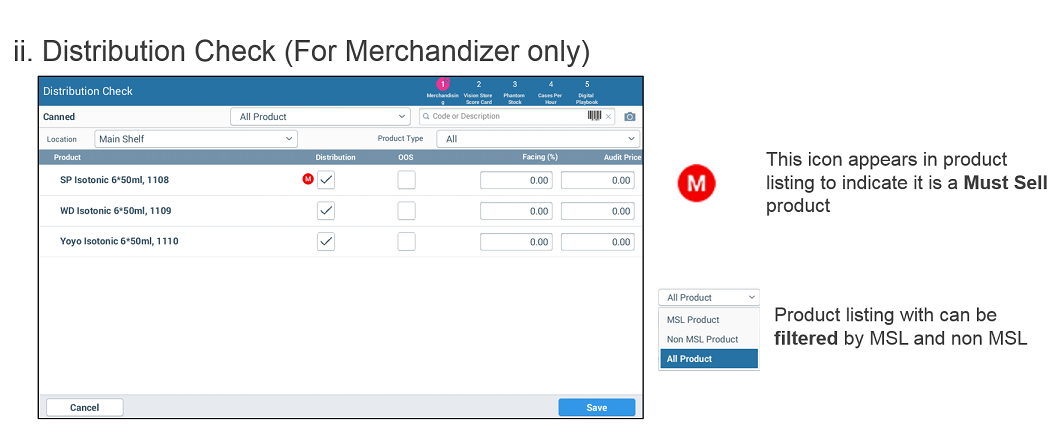 ii. Distribution Check (For Merchandizer only)
Distribution Check
1 2 3 4 5
Merchandisin
g
Vision Store
Score Card
Phantom
Stock
Cases Per
Hour
Digital
Playbook
Canned
All Product
Code or Description
Location
Main Shelf
Product Type
All
Product Distribution OOS Facing (%) Audit Price
SP Isotonic 6*50ml, 1108 M 0.00 0.00
WD Isotonic 6*50ml, 1109 0.00 0.00
Yoyo Isotonic 6*50ml, 1110 0.00 0.00
Cancel
Save
M
This icon appears in product
listing to indicate it is a Must Sell
product
All Product
MSL Product
Non MSL Product
All Product
Product listing with can be
filtered by MSL and non MSL